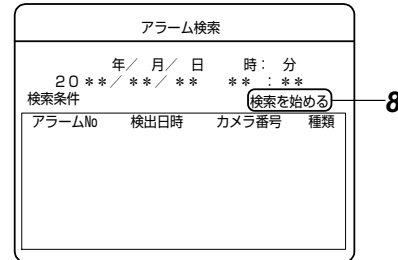 アラーム検索
年／ 月／ 日 時： 分
２０＊＊／＊＊／＊＊ ＊＊ ：＊＊
検索条件 検索を始める 8
アラームNo 検出日時 カメラ番号 種類